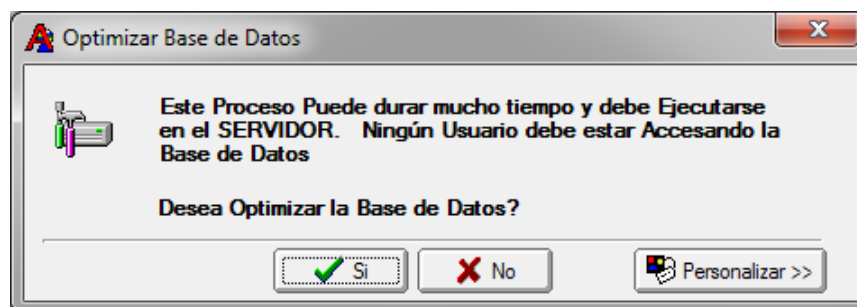 Optimizar Base de Datos
Este Proceso Puede durar mucho tiempo y debe Ejecutarse
en el SERVIDOR. Ningún Usuario debe estar Accesando la
Base de Datos
Desea Optimizar la Base de Datos?
Si
No
Personalizar >>